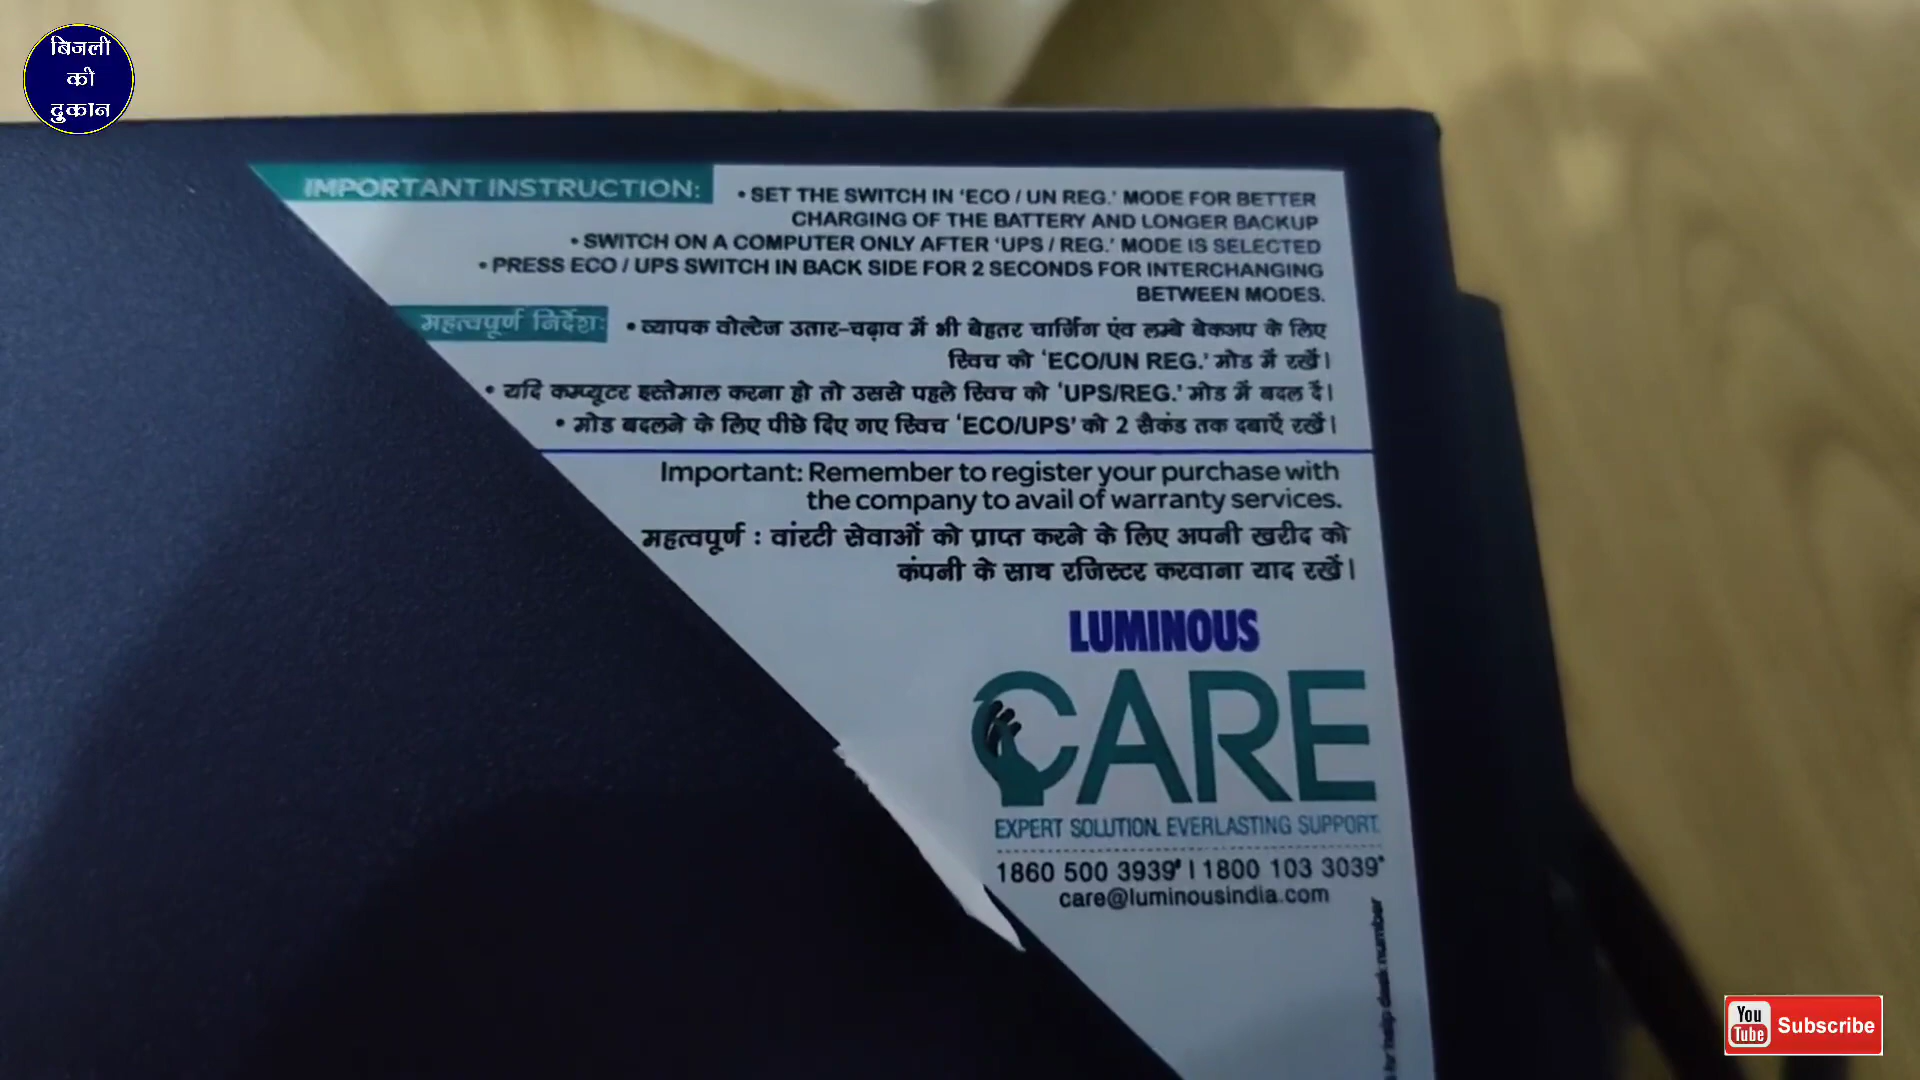 बिजली
की
दुकान
IMPORTANT INSTRUCTION:
• SET THE SWITCH IN 'ECO / UN REG.' MODE FOR BETTER
CHARGING OF THE BATTERY AND LONGER BACKUP
• SWITCH ON A COMPUTER ONLY AFTER 'UPS / REG.' MODE IS SELECTED
• PRESS ECO / UPS SWITCH IN BACK SIDE FOR 2 SECONDS FOR INTERCHANGING
BETWEEN MODES.
महत्वपूर्ण निर्देश:
• व्यापक वोल्टेज उतार-चढ़ाव में भी बेहतर चार्जिंग एंव लम्बे बेकअप के लिए
स्विच को 'ECO/UN REG.' मोड में रखें।
• यदि कम्प्यूटर इस्तेमाल करना हो तो उससे पहले स्विच को 'UPS/REG.' मोड में बदल दें।
• मोड बदलने के लिए पीछे दिए गए स्विच 'ECO/UPS' को 2 सैकंड तक दबाएँ रखें।
Important: Remember to register your purchase with
the company to avail of warranty services.
महत्वपूर्ण : वांरटी सेवाओं को प्राप्त करने के लिए अपनी खरीद को
कंपनी के साथ रजिस्टर करवाना याद रखें।
LUMINOUS
CARE
EXPERT SOLUTION. EVERLASTING SUPPORT.
1860 500 3939# | 1800 103 3039*
care@luminousindia.com
for help desk number
You
Tube
Subscribe